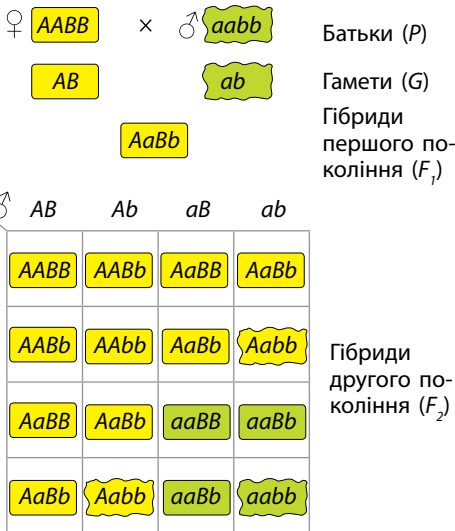 ♀ AABB × ♂ aabb Батьки (P)
AB ab Гамети (G)
Гібриди
першого по-
AaBb
коління (F1)
♂ AB Ab aB ab
AABB AABb AaBB AaBb
AABb AAbb AaBb Aabb
Гібриди
другого по-
коління (F2)
AaBB AaBb aaBB aaBb
AaBb Aabb aaBb aabb